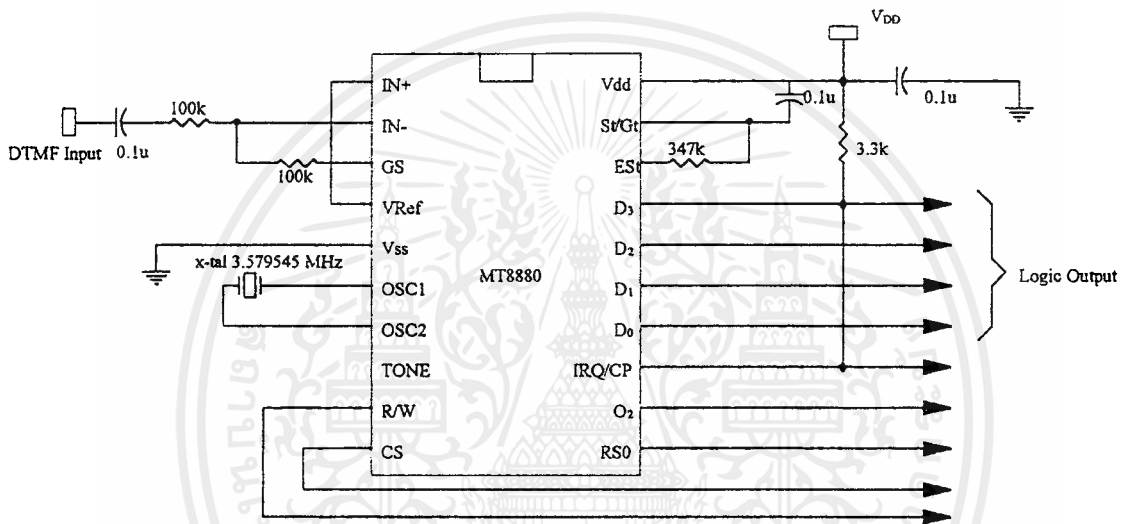 V_DD
IN+
Vdd
0.1u
0.1u
100k
IN-
St/Gt
DTMF Input
0.1u
347k
3.3k
100k
GS
ESt
VRef
D3
Vss
D2
x-tal 3.579545 MHz
MT8880
Logic Output
OSC1
D1
OSC2
D0
TONE
IRQ/CP
R/W
O2
CS
RS0